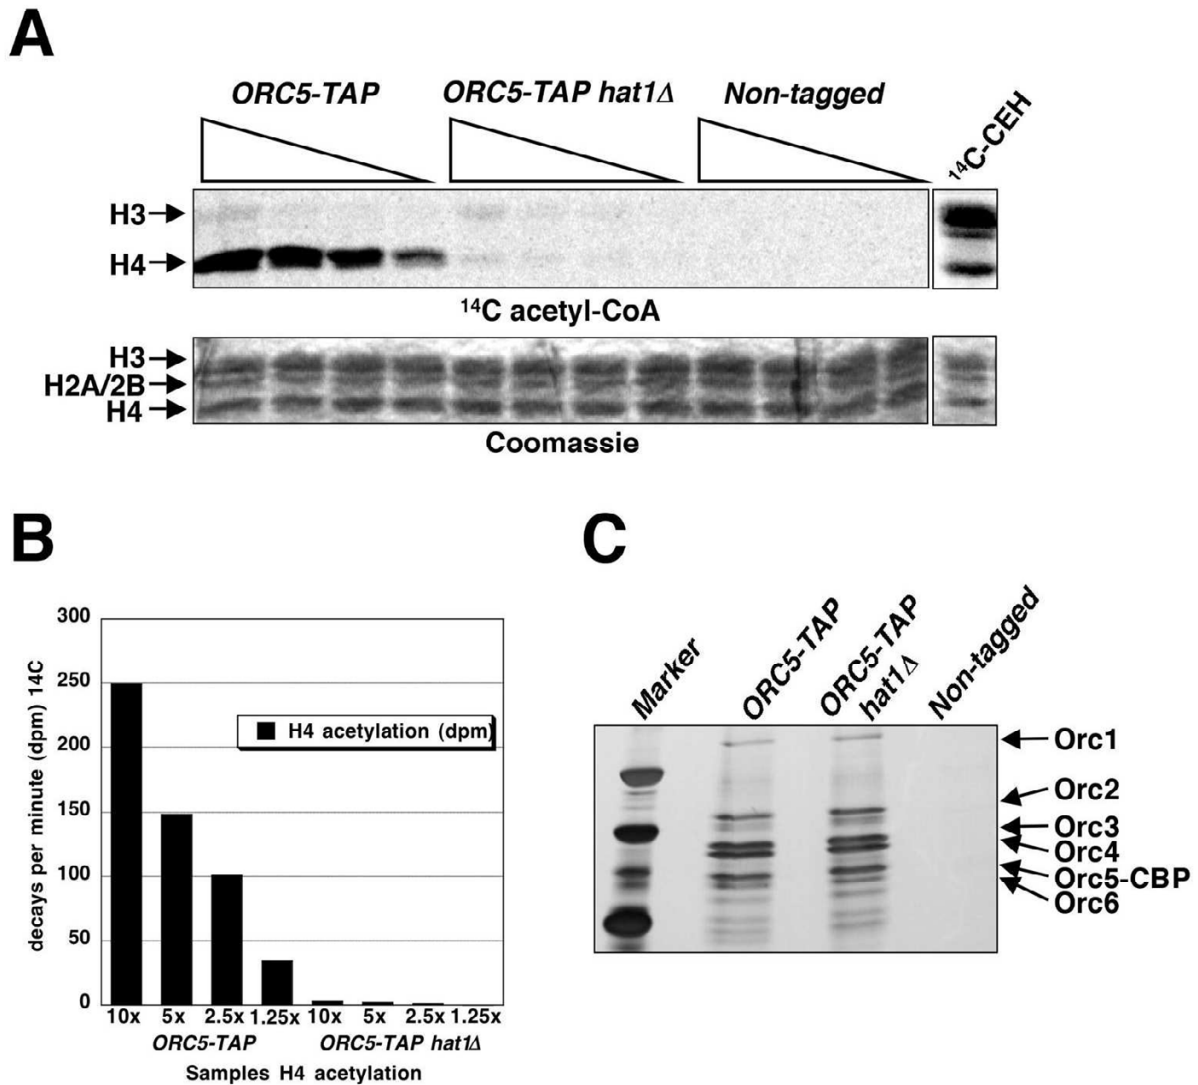 A
ORC5-TAP
ORC5-TAP hat1Δ
Non-tagged
¹⁴C-CEH
H3
H4
¹⁴C acetyl-CoA
H3
H2A/2B
H4
Coomassie
B
300
250
200
150
100
50
0
decays per minute (dpm) 14C
H4 acetylation (dpm)
10x 5x 2.5x 1.25x 10x 5x 2.5x 1.25x
ORC5-TAP ORC5-TAP hat1Δ
Samples H4 acetylation
C
Marker
ORC5-TAP
ORC5-TAP
hat1Δ
Non-tagged
Orc1
Orc2
Orc3
Orc4
Orc5-CBP
Orc6